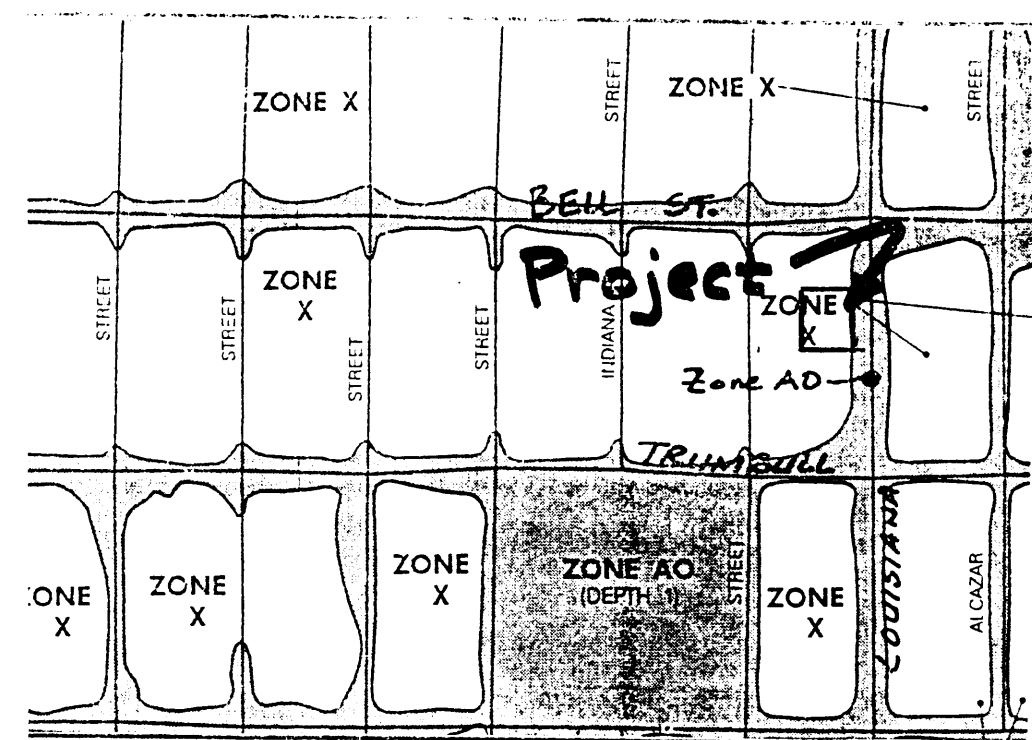 ZONE X
STREET
ZONE X
STREET
BELL ST.
Project
ZONE
X
ZONE
X
STREET
STREET
STREET
STREET
INDIANA
Zone AO
TRUMBULL
ZONE
X
ZONE
X
ZONE
X
ZONE AO
(DEPTH 1)
STREET
ZONE
X
LOUISIANA
ALCAZAR